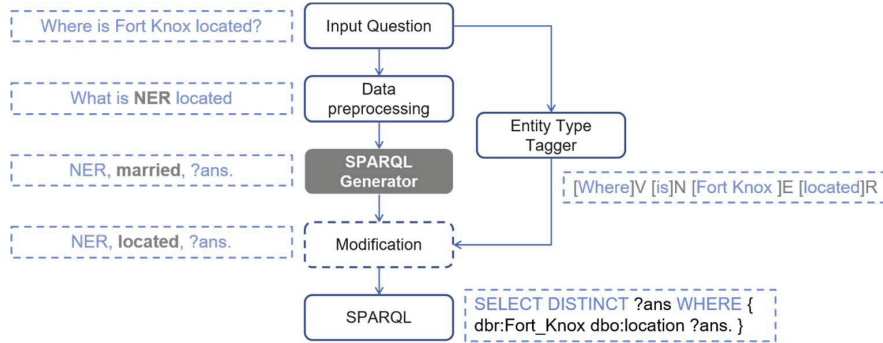 Where is Fort Knox located?
Input Question
What is NER located
Data
preprocessing
Entity Type
Tagger
NER, married, ?ans.
SPARQL
Generator
[Where]V [is]N [Fort Knox ]E [located]R
NER, located, ?ans.
Modification
SPARQL
SELECT DISTINCT ?ans WHERE {
dbr:Fort_Knox dbo:location ?ans. }